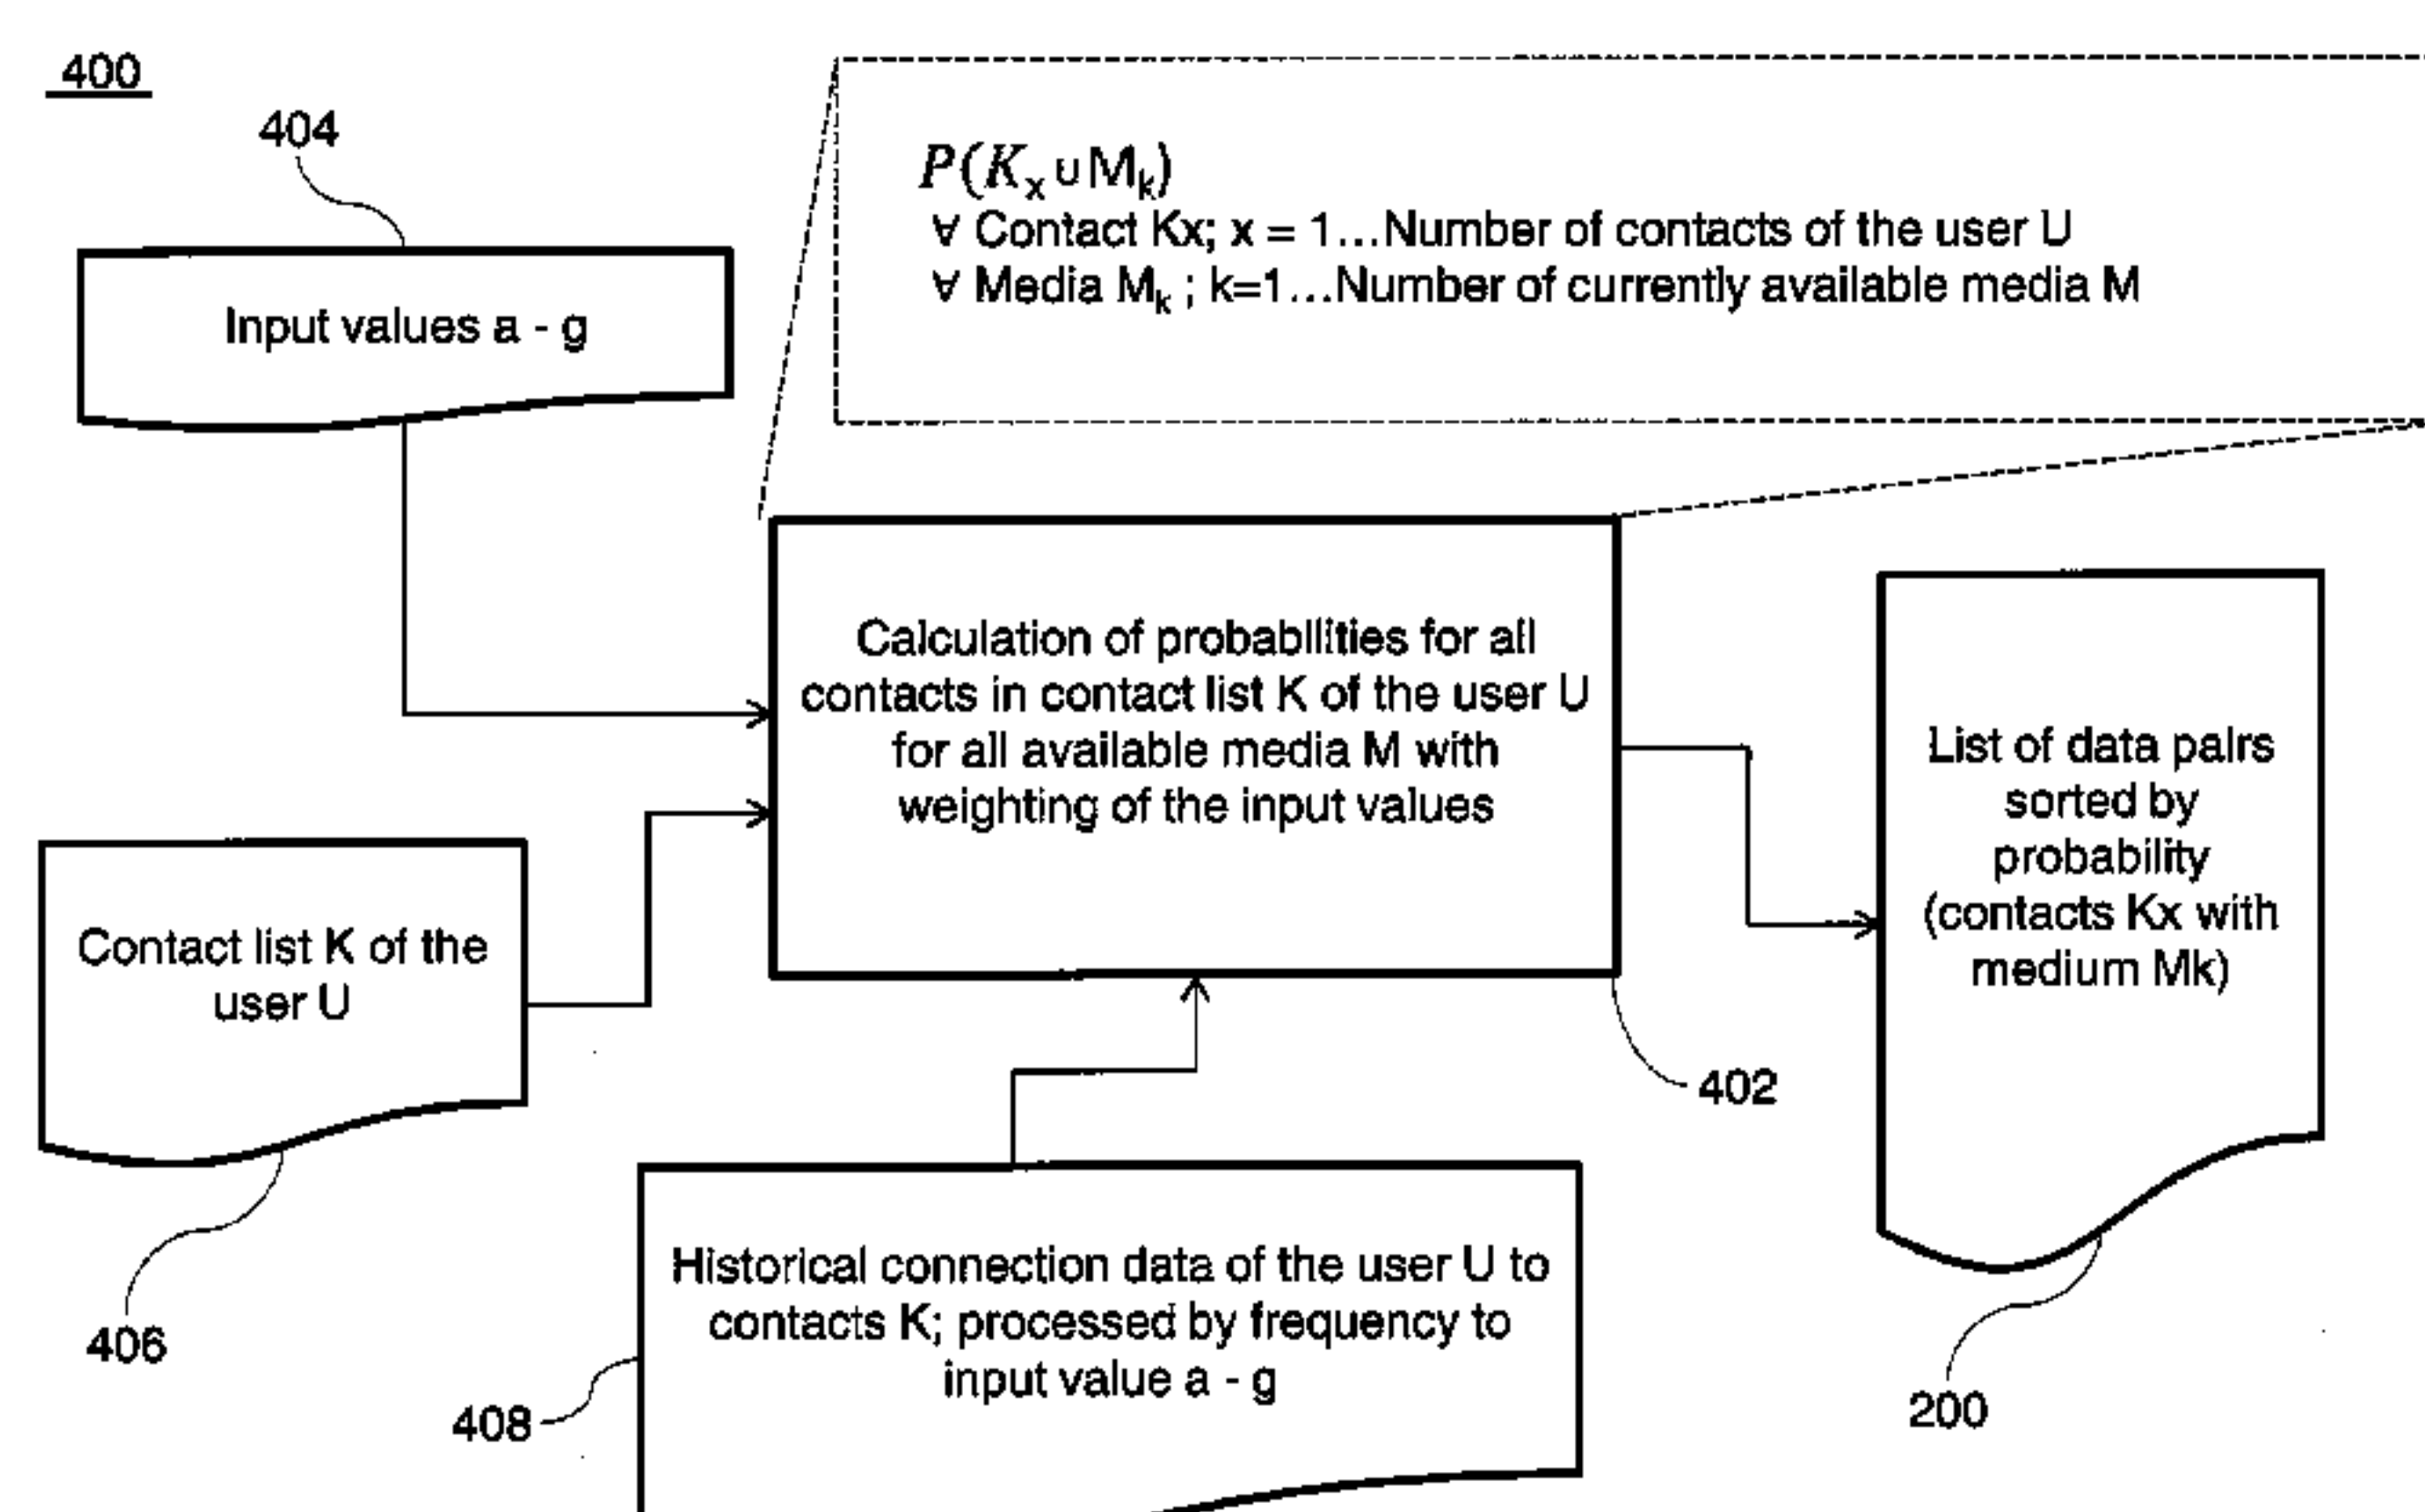 400
404
P(Kx ∪ Mk)
∀ Contact Kx; x = 1...Number of contacts of the user U
∀ Media Mk ; k=1...Number of currently available media M
Input values a - g
Calculation of probabilities for all
contacts in contact list K of the user U
for all available media M with
weighting of the input values
List of data pairs
sorted by
probability
(contacts Kx with
medium Mk)
Contact list K of the
user U
402
Historical connection data of the user U to
contacts K; processed by frequency to
input value a - g
406
408
200